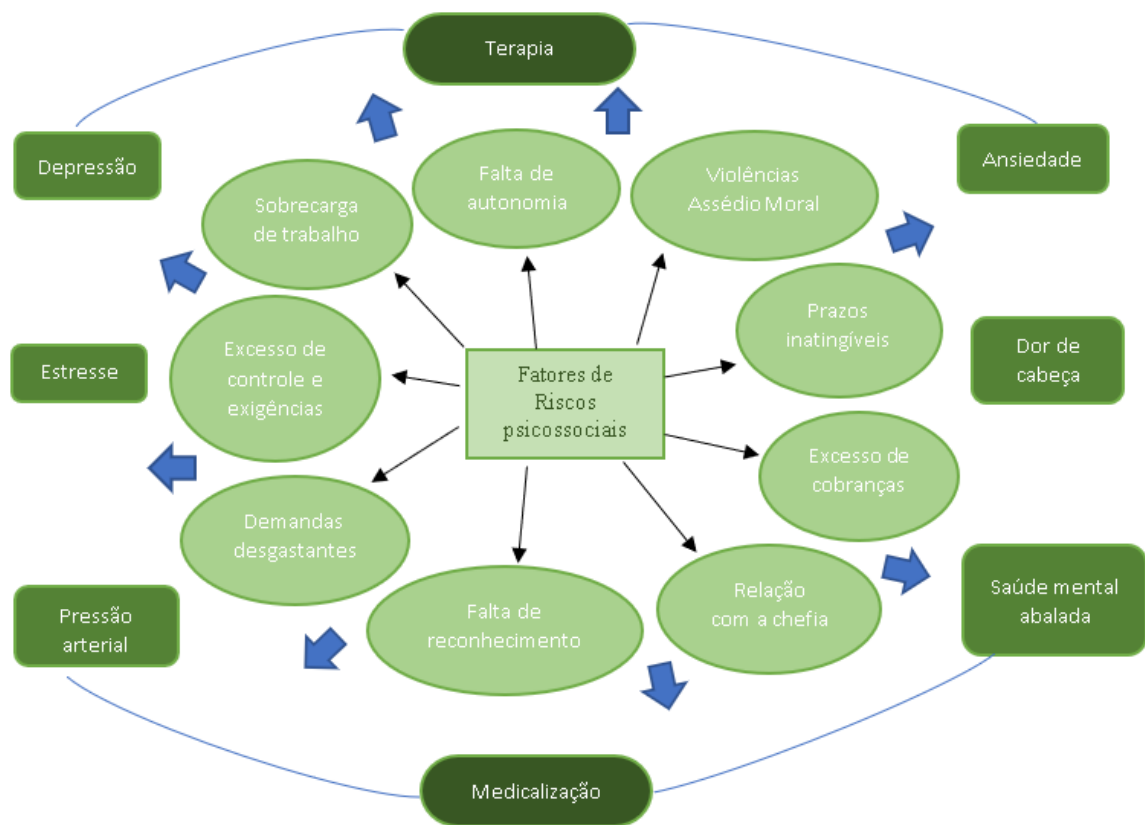 Terapia
Depressão
Ansiedade
Falta de
autonomia
Violências
Assédio Moral
Sobrecarga
de trabalho
Prazos
inatingíveis
Estresse
Excesso de
controle e
exigências
Fatores de
Riscos
psicossociais
Dor de
cabeça
Excesso de
cobranças
Demandas
desgastantes
Relação
com a chefia
Saúde mental
abalada
Pressão
arterial
Falta de
reconhecimento
Medicalização